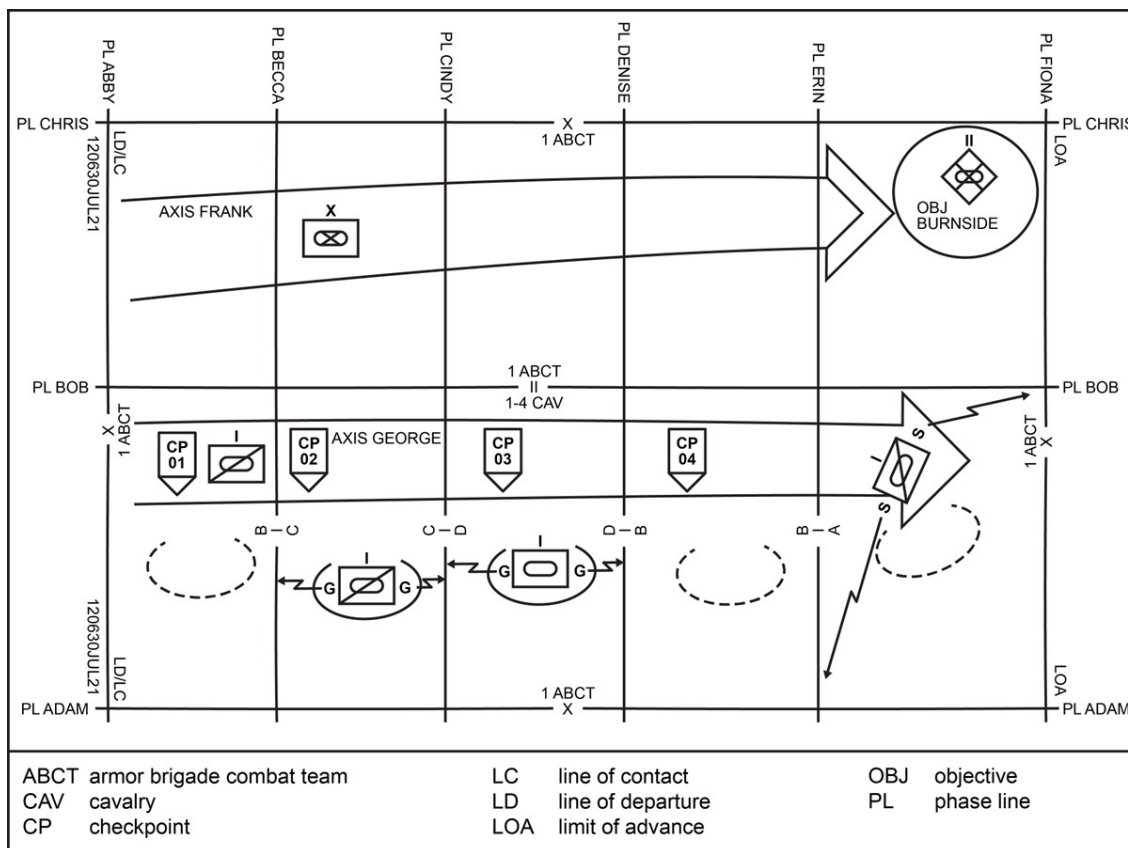 PL ABBY
PL BECCA
PL CINDY
PL DENISE
PL ERIN
PL FIONA
PL CHRIS
LD/LC
120630JUL21
X
1 ABCT
PL CHRIS
LOA
AXIS FRANK
X
II
OBJ
BURNSIDE
PL BOB
1 ABCT
II
1-4 CAV
PL BOB
1 ABCT
X
AXIS GEORGE
CP
01
I
CP
02
CP
03
CP
04
S
I
S
1 ABCT
X
B I C
C I D
D I B
B I A
G
I
G
G
I
G
120630JUL21
LD/LC
LOA
PL ADAM
1 ABCT
X
PL ADAM
ABCT armor brigade combat team
CAV cavalry
CP checkpoint
LC line of contact
LD line of departure
LOA limit of advance
OBJ objective
PL phase line